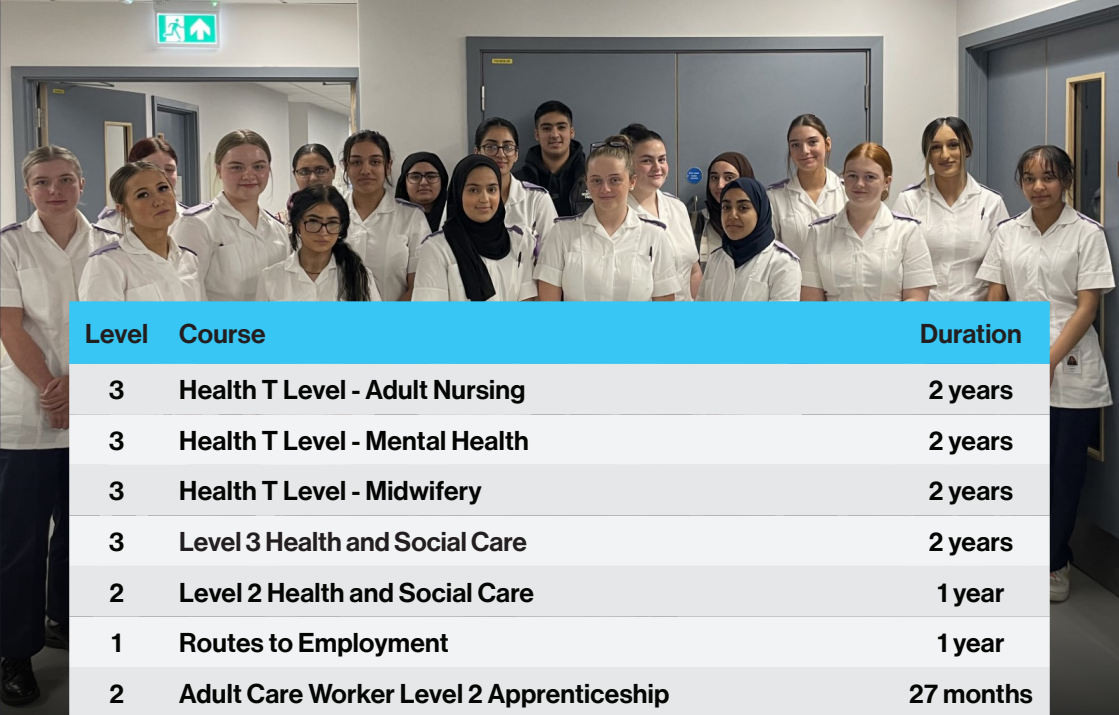 Level Course Duration
3 Health T Level - Adult Nursing 2 years
3 Health T Level - Mental Health 2 years
3 Health T Level - Midwifery 2 years
3 Level 3 Health and Social Care 2 years
2 Level 2 Health and Social Care 1 year
1 Routes to Employment 1 year
2 Adult Care Worker Level 2 Apprenticeship 27 months